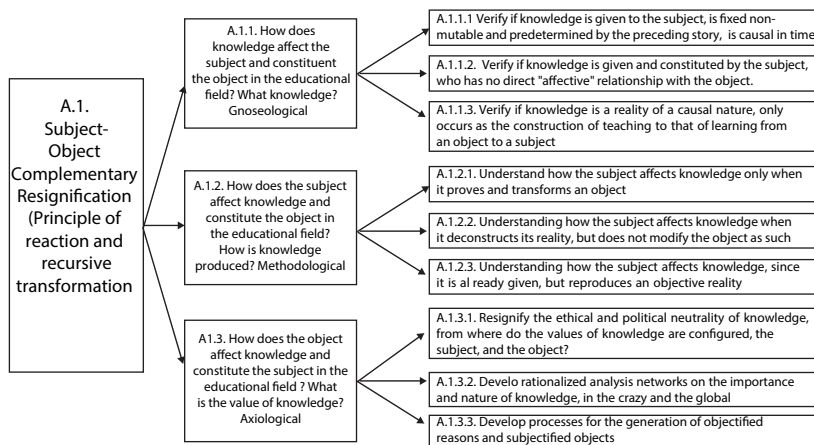 A.1.
Subject-
Object
Complementary
Resignification
(Principle of
reaction and
recursive
transformation
A.1.1. How does
knowledge affect the
subject and constituent
the object in the educational
field? What knowledge?
Gnoseological
A.1.1.1 Verify if knowledge is given to the subject, is fixed non-
mutable and predetermined by the preceding story, is causal in time
A.1.1.2. Verify if knowledge is given and constituted by the subject,
who has no direct "affective" relationship with the object.
A.1.1.3. Verify if knowledge is a reality of a causal nature, only
occurs as the construction of teaching to that of learning from
an object to a subject
A.1.2. How does the subject
affect knowledge and
constitute the object in
the educational field?
How is knowledge
produced? Methodological
A.1.2.1. Understand how the subject affects knowledge only when
it proves and transforms an object
A.1.2.2. Understanding how the subject affects knowledge when
it deconstructs its reality, but does not modify the object as such
A.1.2.3. Understanding how the subject affects knowledge, since
it is al ready given, but reproduces an objective reality
A1.3. How does the object
affect knowledge and
constitute the subject in the
educational field ? What
is the value of knowledge?
Axiological
A.1.3.1. Resignify the ethical and political neutrality of knowledge,
from where do the values of knowledge are configured, the
subject, and the object?
A.1.3.2. Develo rationalized analysis networks on the importance
and nature of knowledge, in the crazy and the global
A.1.3.3. Develop processes for the generation of objectified
reasons and subjectified objects